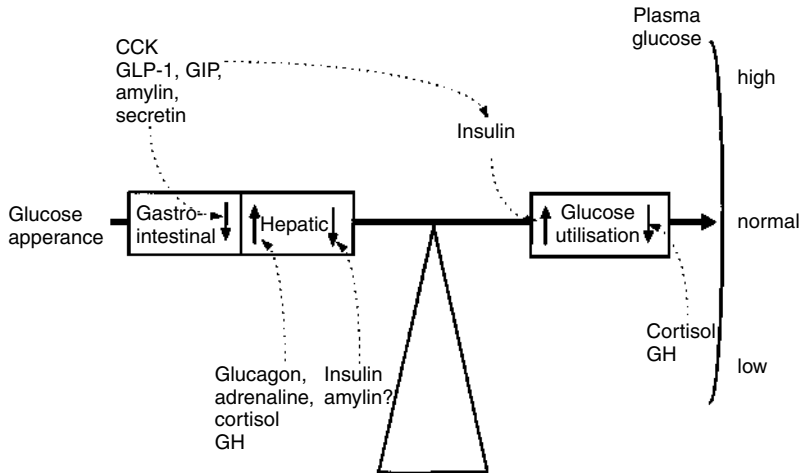 Plasma
glucose
CCK
GLP-1, GIP,
amylin,
secretin
high
Insulin
Glucose
apperance
Gastro-
intestinal
Hepatic
Glucose
utilisation
normal
Cortisol
GH
low
Glucagon,
adrenaline,
cortisol
GH
Insulin
amylin?